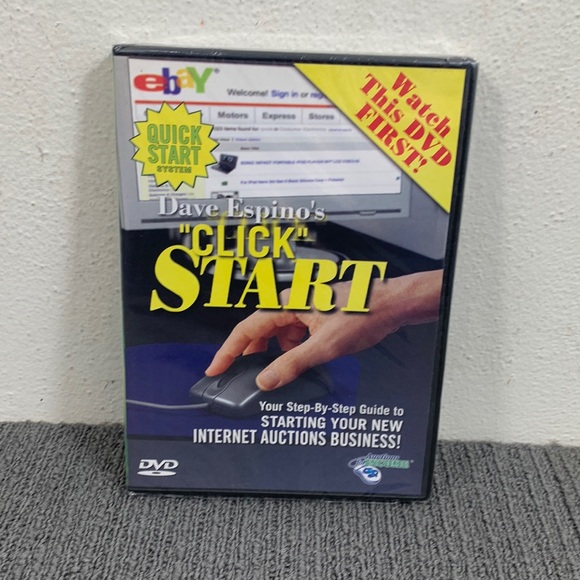 ebaY
Welcome! Sign in or reg
Motors Express Stores
Watch
This DVD
FIRST!
QUICK
START
SYSTEM
Dave Espino's
"CLICK"
START
Your Step-By-Step Guide to
STARTING YOUR NEW
INTERNET AUCTIONS BUSINESS!
DVD